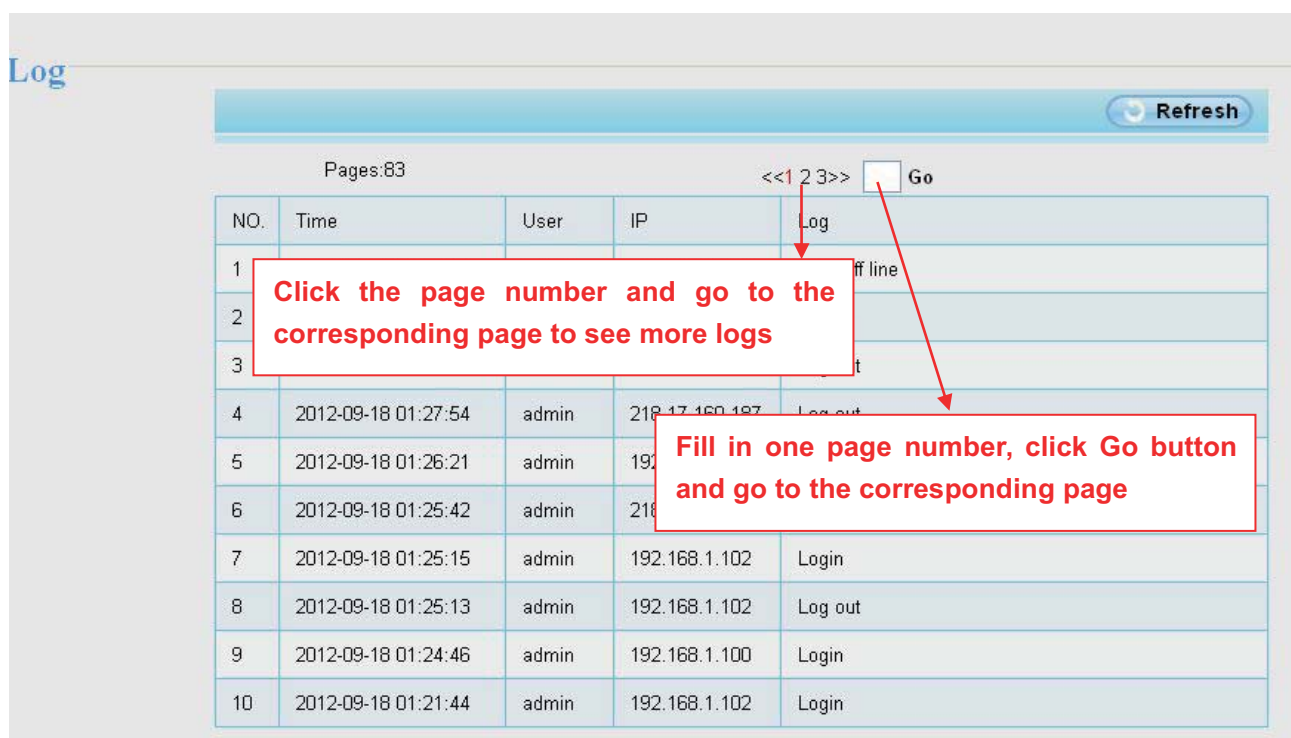 Log
Refresh
Pages:83 <<1 2 3>> Go
NO. Time User IP Log
1 line
Click the page number and go to the
corresponding page to see more logs
2
3
4 2012-09-18 01:27:54 admin 218.17.160.187 Log out
Fill in one page number, click Go button
and go to the corresponding page
5 2012-09-18 01:26:21 admin
6 2012-09-18 01:25:42 admin
7 2012-09-18 01:25:15 admin 192.168.1.102 Login
8 2012-09-18 01:25:13 admin 192.168.1.102 Log out
9 2012-09-18 01:24:46 admin 192.168.1.100 Login
10 2012-09-18 01:21:44 admin 192.168.1.102 Login